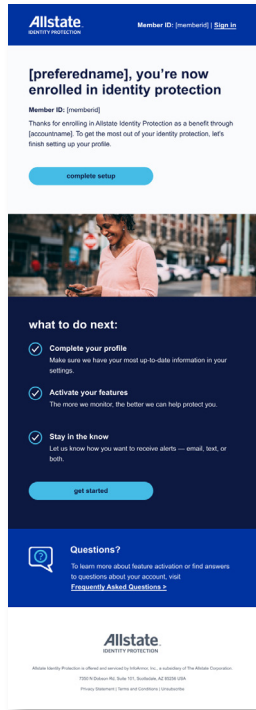 Allstate
IDENTITY PROTECTION
Member ID: [memberid] | Sign in
[preferedname], you're now
enrolled in identity protection
Member ID: [memberid]
Thanks for enrolling in Allstate Identity Protection as a benefit through
[accountname]. To get the most out of your identity protection, let's
finish setting up your profile.
complete setup
what to do next:
Complete your profile
Make sure we have your most up-to-date information in your
settings.
Activate your features
The more we monitor, the better we can help protect you.
Stay in the know
Let us know how you want to receive alerts — email, text, or
both.
get started
Questions?
To learn more about feature activation or find answers
to questions about your account, visit
Frequently Asked Questions >
Allstate
IDENTITY PROTECTION
Allstate Identity Protection is offered and serviced by InfoArmor, Inc., a subsidiary of The Allstate Corporation
7350 N Dobson Rd, Suite 101, Scottsdale, AZ 85256 USA
Privacy Statement | Terms and Conditions | Unsubscribe